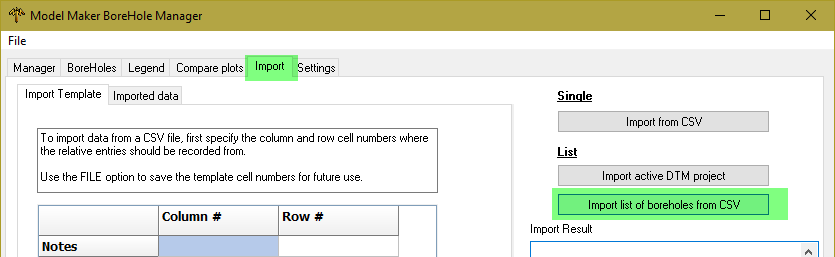 Model Maker BoreHole Manager
File
Manager BoreHoles Legend Compare plots Import Settings
Import Template Imported data
To import data from a CSV file, first specify the column and row cell numbers where
the relative entries should be recorded from.
Use the FILE option to save the template cell numbers for future use.
Column # Row #
Notes
Single
Import from CSV
List
Import active DTM project
Import list of boreholes from CSV
Import Result